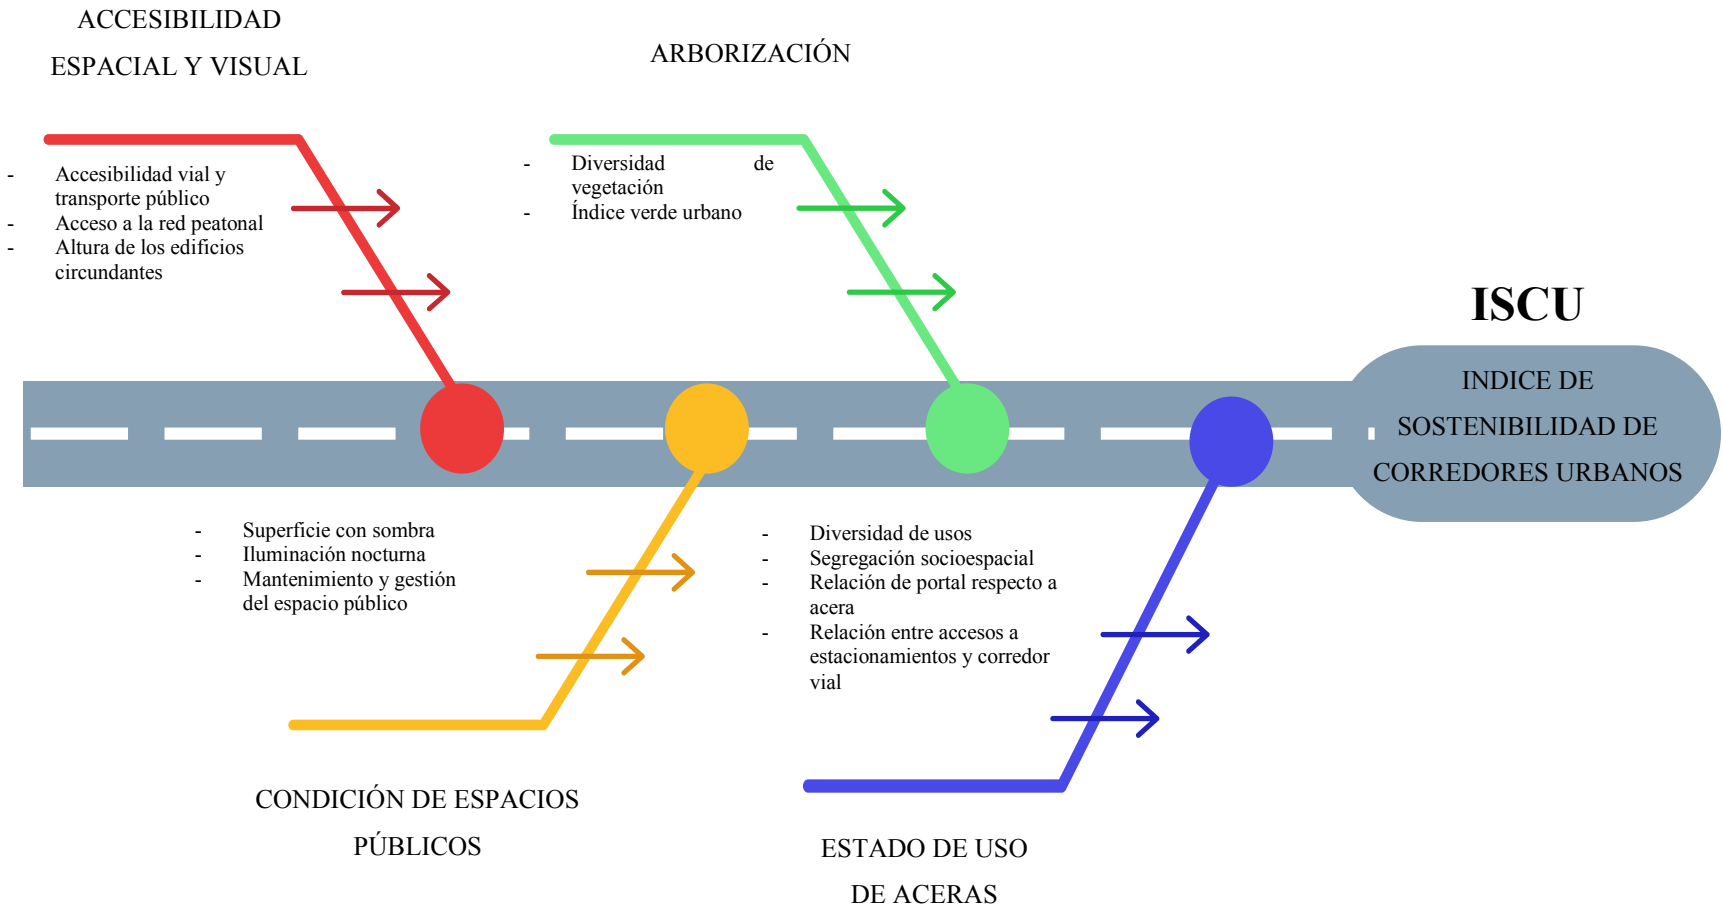 ACCESIBILIDAD
ESPACIAL Y VISUAL
- Accesibilidad vial y
transporte público
- Acceso a la red peatonal
- Altura de los edificios
circundantes
ARBORIZACIÓN
- Diversidad de
vegetación
- Índice verde urbano
ISCU
INDICE DE
SOSTENIBILIDAD DE
CORREDORES URBANOS
- Superficie con sombra
- Iluminación nocturna
- Mantenimiento y gestión
del espacio público
CONDICIÓN DE ESPACIOS
PÚBLICOS
- Diversidad de usos
- Segregación socioespacial
- Relación de portal respecto a
acera
- Relación entre accesos a
estacionamientos y corredor
vial
ESTADO DE USO
DE ACERAS